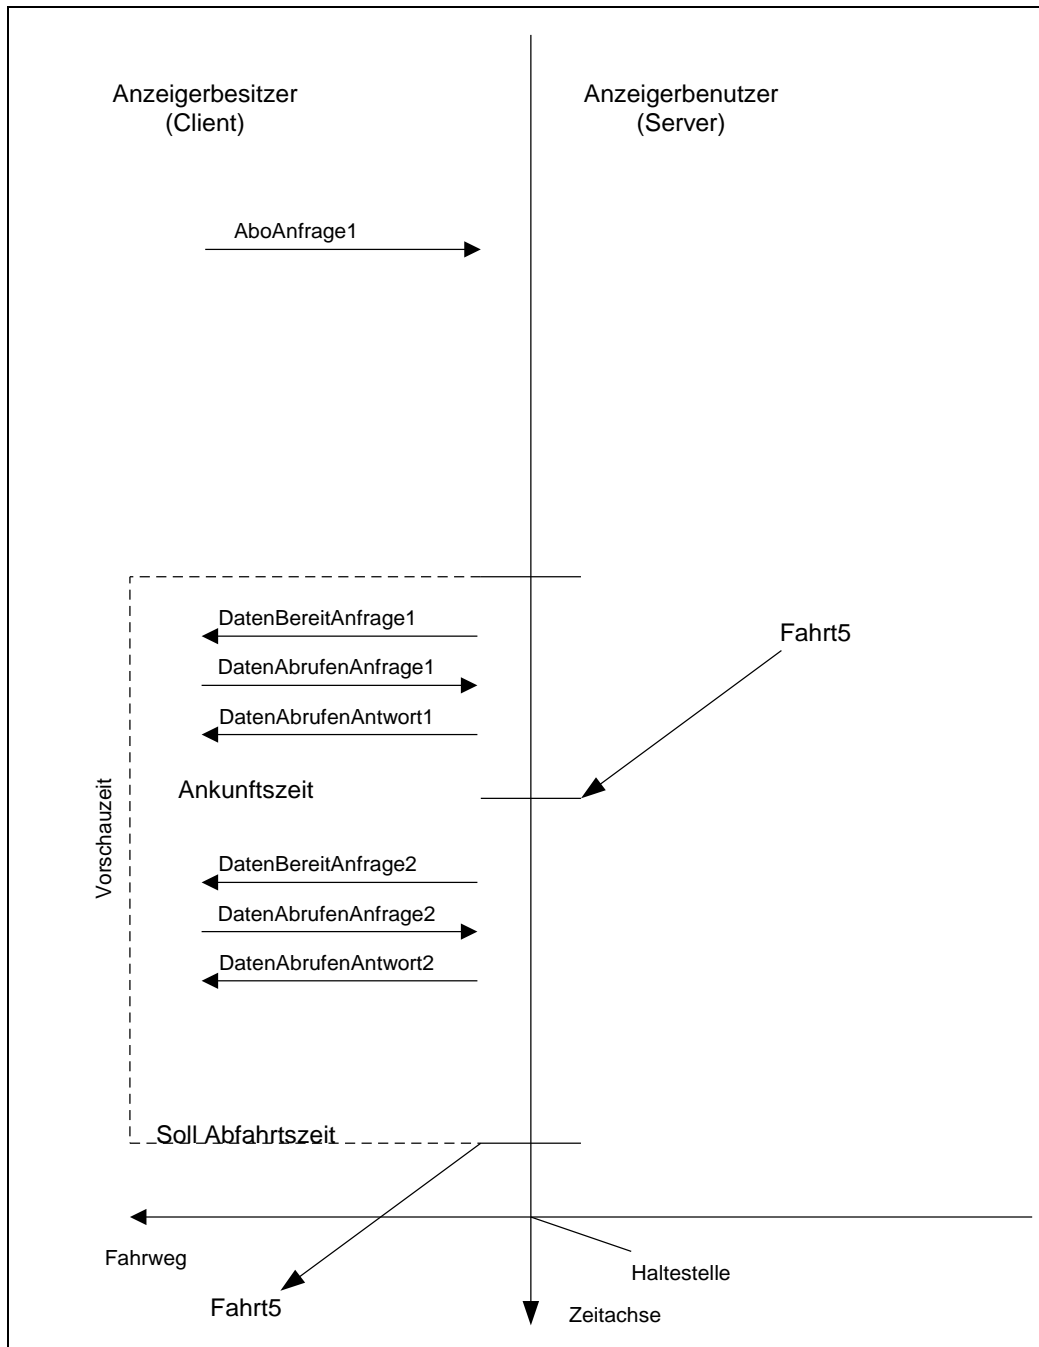 Anzeigerbesitzer
(Client)
Anzeigerbenutzer
(Server)
AboAnfrage1
DatenBereitAnfrage1
Fahrt5
DatenAbrufenAnfrage1
DatenAbrufenAntwort1
Ankunftszeit
Vorschauzeit
DatenBereitAnfrage2
DatenAbrufenAnfrage2
DatenAbrufenAntwort2
Soll Abfahrtszeit
Fahrweg
Haltestelle
Fahrt5
Zeitachse